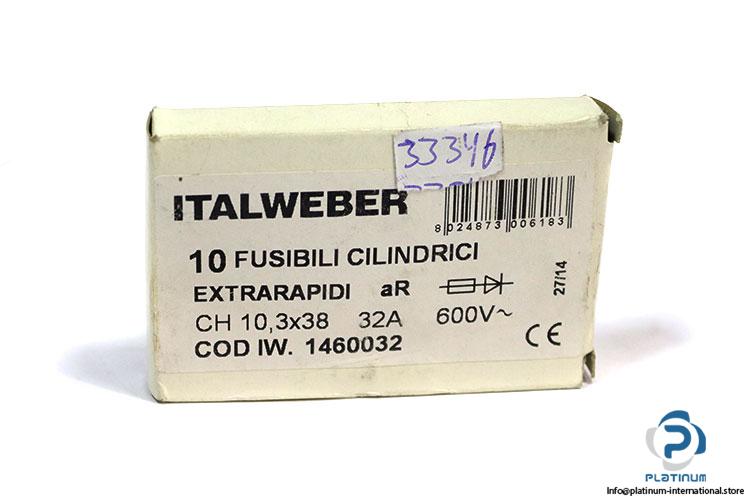 33346
ITALWEBER
8 024873 006183
10 FUSIBILI CILINDRICI
EXTRARAPIDI aR
CH 10,3x38 32A 600V~
COD IW. 1460032
27/14
CE
PLATINUM
Info@platinum-international.store